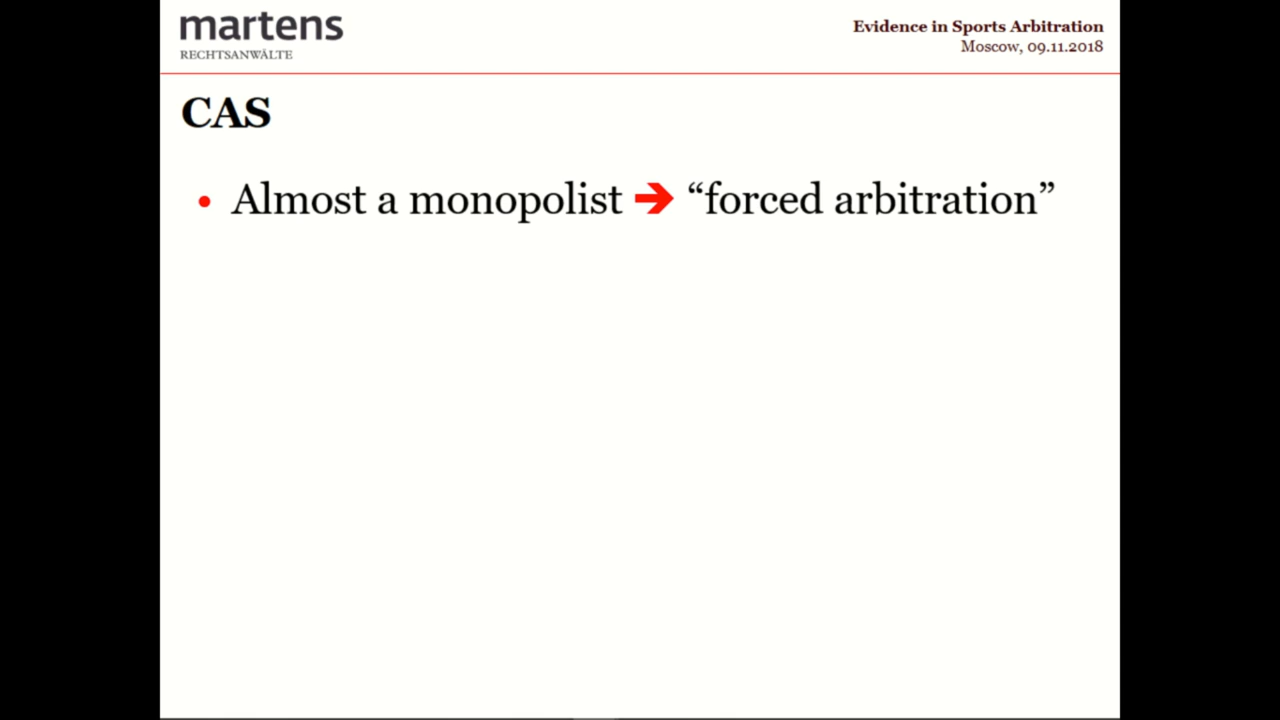 martens
RECHTSANWÄLTE
Evidence in Sports Arbitration
Moscow, 09.11.2018
CAS
• Almost a monopolist ➔ “forced arbitration”